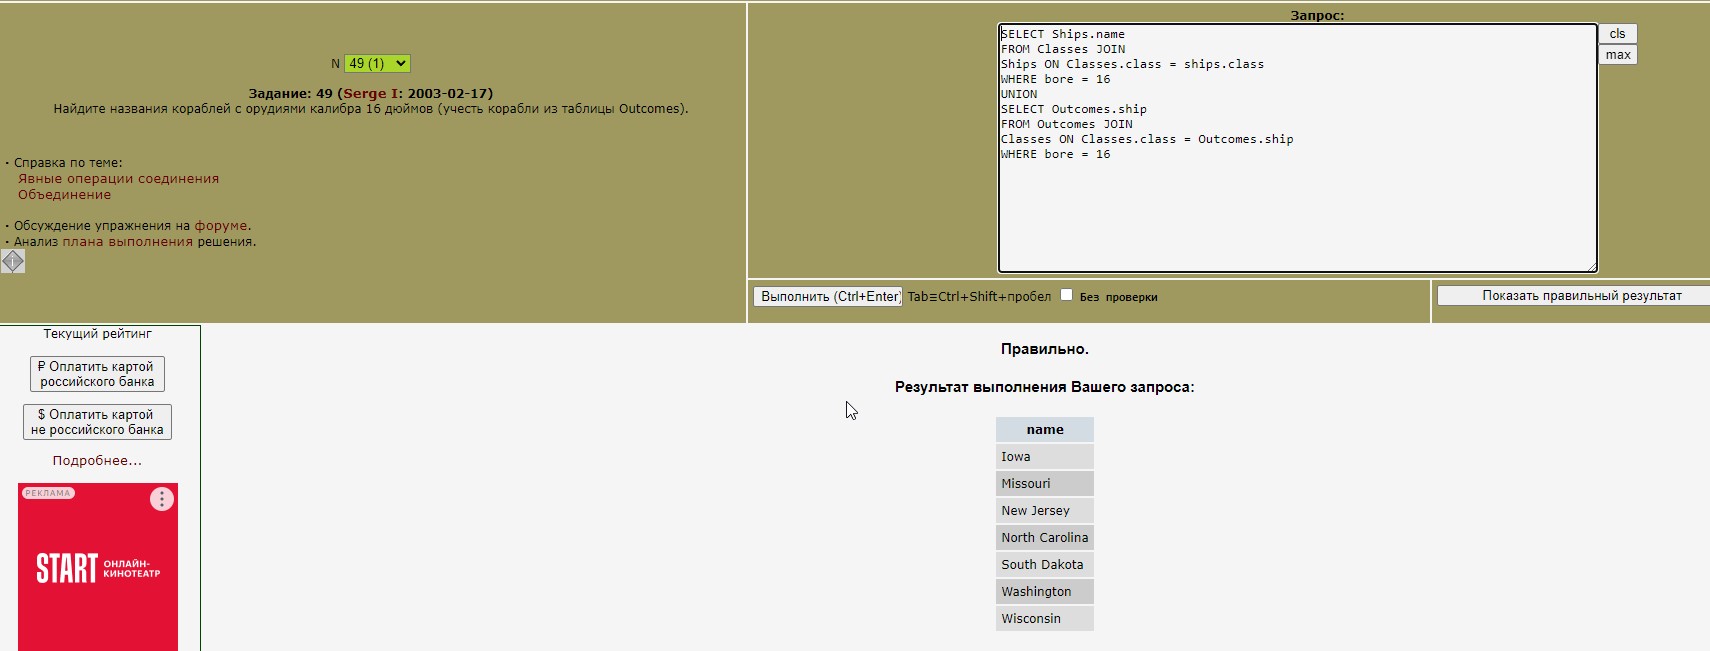 N 49 (1)
Задание: 49 (Serge I: 2003-02-17)
Найдите названия кораблей с орудиями калибра 16 дюймов (учесть корабли из таблицы Outcomes).
· Справка по теме:
Явные операции соединения
Объединение
· Обсуждение упражнения на форуме.
· Анализ плана выполнения решения.
Запрос:
SELECT Ships.name
FROM Classes JOIN
Ships ON Classes.class = ships.class
WHERE bore = 16
UNION
SELECT Outcomes.ship
FROM Outcomes JOIN
Classes ON Classes.class = Outcomes.ship
WHERE bore = 16
cls
max
Выполнить (Ctrl+Enter) Tab≡Ctrl+Shift+пробел Без проверки
Показать правильный результат
Текущий рейтинг
₽ Оплатить картой
российского банка
$ Оплатить картой
не российского банка
Подробнее...
РЕКЛАМА
START ОНЛАЙН-
КИНОТЕАТР
Правильно.
Результат выполнения Вашего запроса:
name
Iowa
Missouri
New Jersey
North Carolina
South Dakota
Washington
Wisconsin